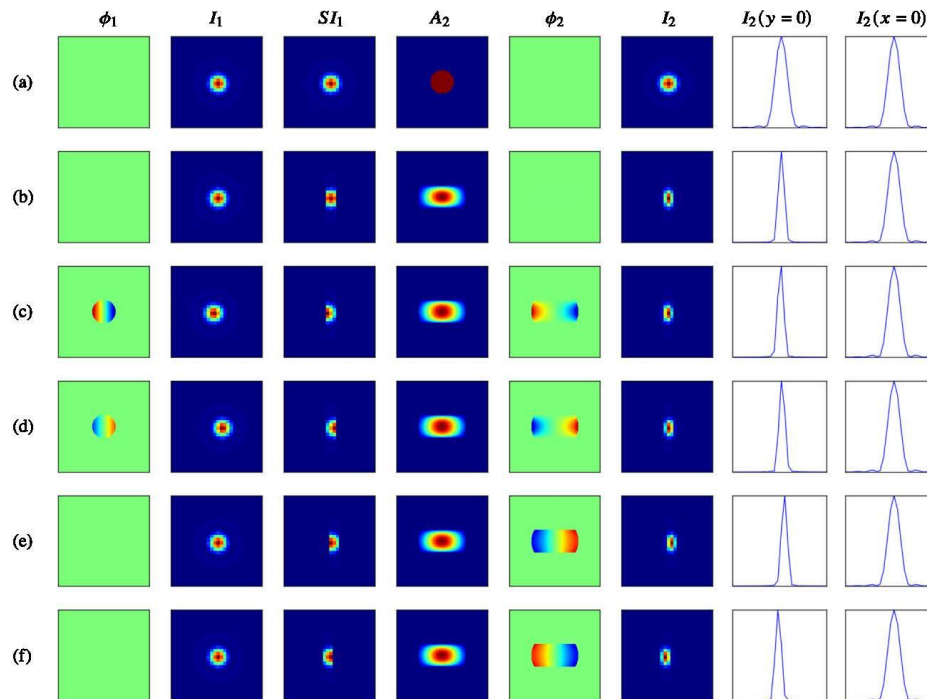 ϕ₁ I₁ SI₁ A₂ ϕ₂ I₂ I₂(y = 0) I₂(x = 0)
(a)
(b)
(c)
(d)
(e)
(f)